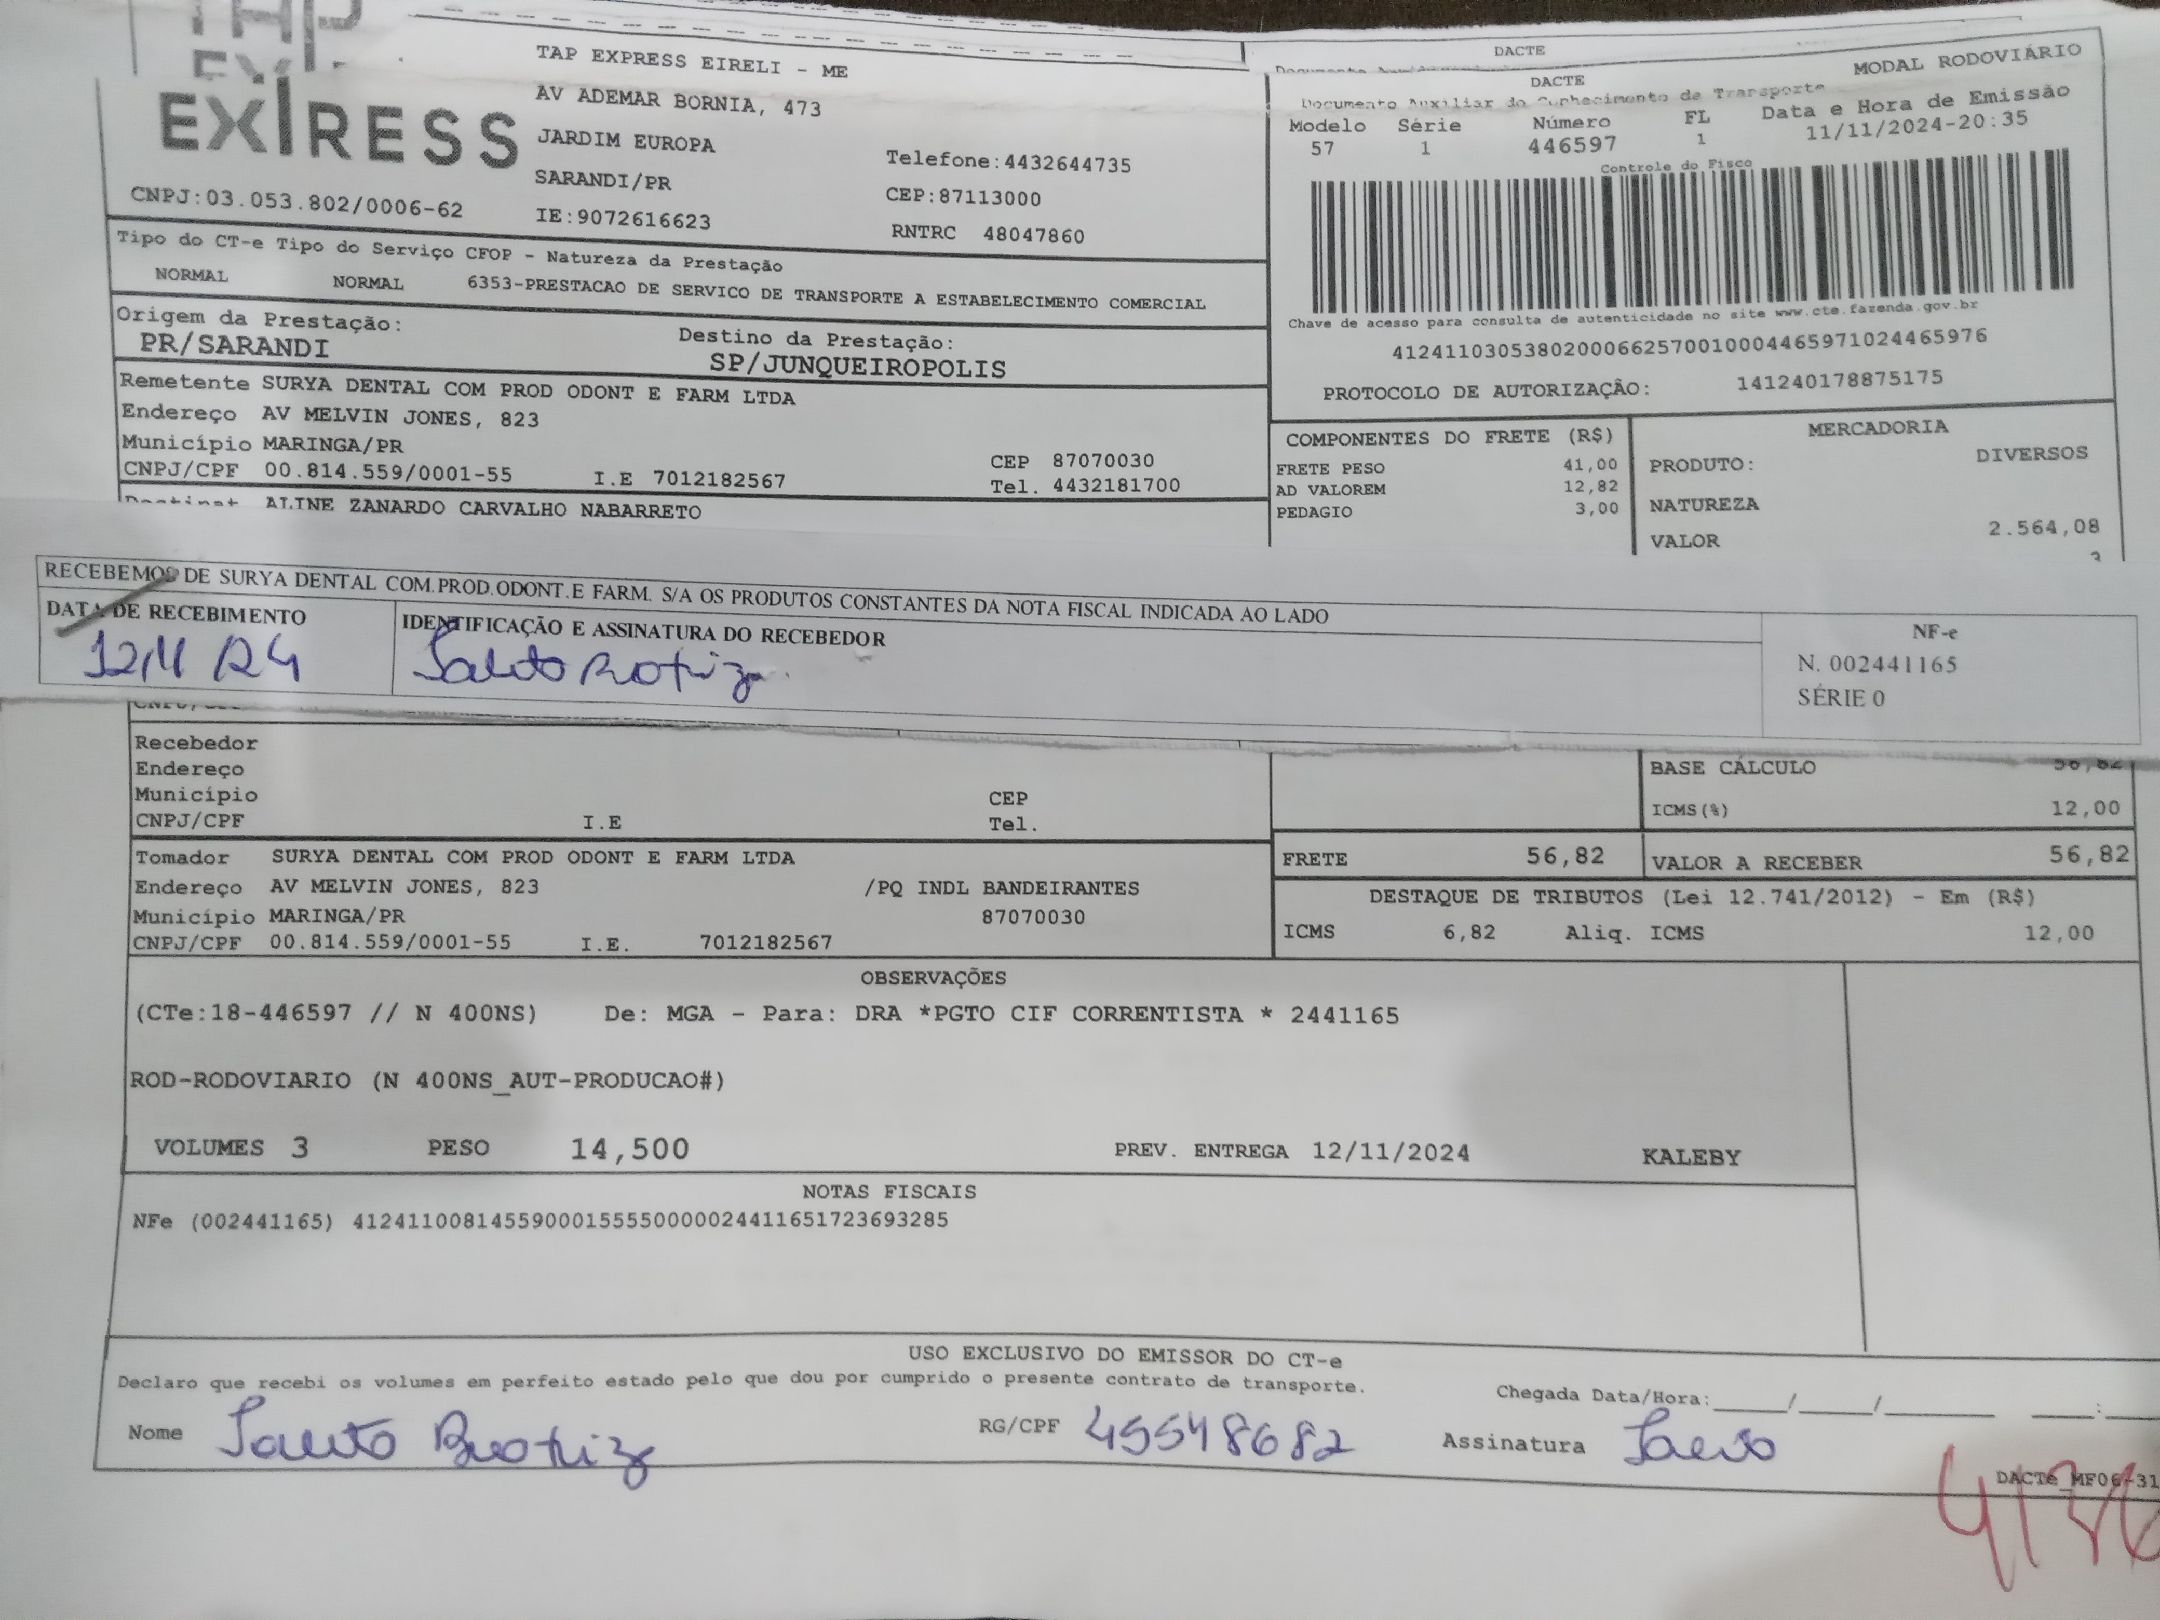 EXPRESS
TAP EXPRESS EIRELI - ME
AV ADEMAR BORNIA, 473
JARDIM EUROPA
SARANDI/PR
IE:9072616623
Telefone:4432644735
CEP:87113000
RNTRC 48047860
CNPJ:03.053.802/0006-62
DACTE
MODAL RODOVIÁRIO
DACTE
Documento Auxiliar do Conhecimento de Transporte
Modelo Série Número FL Data e Hora de Emissão
57 1 446597 1 11/11/2024-20:35
Controle do Fisco
Chave de acesso para consulta de autenticidade no site www.cte.fazenda.gov.br
41241103053802000662570010004465971024465976
PROTOCOLO DE AUTORIZAÇÃO: 141240178875175
Tipo do CT-e Tipo do Serviço CFOP - Natureza da Prestação
NORMAL NORMAL 6353-PRESTACAO DE SERVICO DE TRANSPORTE A ESTABELECIMENTO COMERCIAL
Origem da Prestação: Destino da Prestação:
PR/SARANDI SP/JUNQUEIROPOLIS
Remetente SURYA DENTAL COM PROD ODONT E FARM LTDA
Endereço AV MELVIN JONES, 823
Município MARINGA/PR CEP 87070030
CNPJ/CPF 00.814.559/0001-55 I.E 7012182567 Tel. 4432181700
ALINE ZANARDO CARVALHO NABARRETO
COMPONENTES DO FRETE (R$)
FRETE PESO 41,00
AD VALOREM 12,82
PEDAGIO 3,00
MERCADORIA
PRODUTO: DIVERSOS
NATUREZA
VALOR 2.564,08
RECEBEMOS DE SURYA DENTAL COM.PROD.ODONT.E FARM. S/A OS PRODUTOS CONSTANTES DA NOTA FISCAL INDICADA AO LADO
DATA DE RECEBIMENTO IDENTIFICAÇÃO E ASSINATURA DO RECEBEDOR
NF-e
N. 002441165
SÉRIE 0
Recebedor
Endereço
Município CEP
CNPJ/CPF I.E Tel.
BASE CÁLCULO 56,82
ICMS(%) 12,00
Tomador SURYA DENTAL COM PROD ODONT E FARM LTDA
Endereço AV MELVIN JONES, 823 /PQ INDL BANDEIRANTES
Município MARINGA/PR 87070030
CNPJ/CPF 00.814.559/0001-55 I.E. 7012182567
FRETE 56,82 VALOR A RECEBER 56,82
DESTAQUE DE TRIBUTOS (Lei 12.741/2012) - Em (R$)
ICMS 6,82 Aliq. ICMS 12,00
OBSERVAÇÕES
(CTe:18-446597 // N 400NS) De: MGA - Para: DRA *PGTO CIF CORRENTISTA * 2441165
ROD-RODOVIARIO (N 400NS_AUT-PRODUCAO#)
VOLUMES 3 PESO 14,500 PREV. ENTREGA 12/11/2024 KALEBY
NOTAS FISCAIS
NFe (002441165) 41241100814559000155550000024411651723693285
USO EXCLUSIVO DO EMISSOR DO CT-e
Declaro que recebi os volumes em perfeito estado pelo que dou por cumprido o presente contrato de transporte.
Chegada Data/Hora:____/____/______ ___:___
Nome RG/CPF 45548682 Assinatura
DACTe_MF06-31